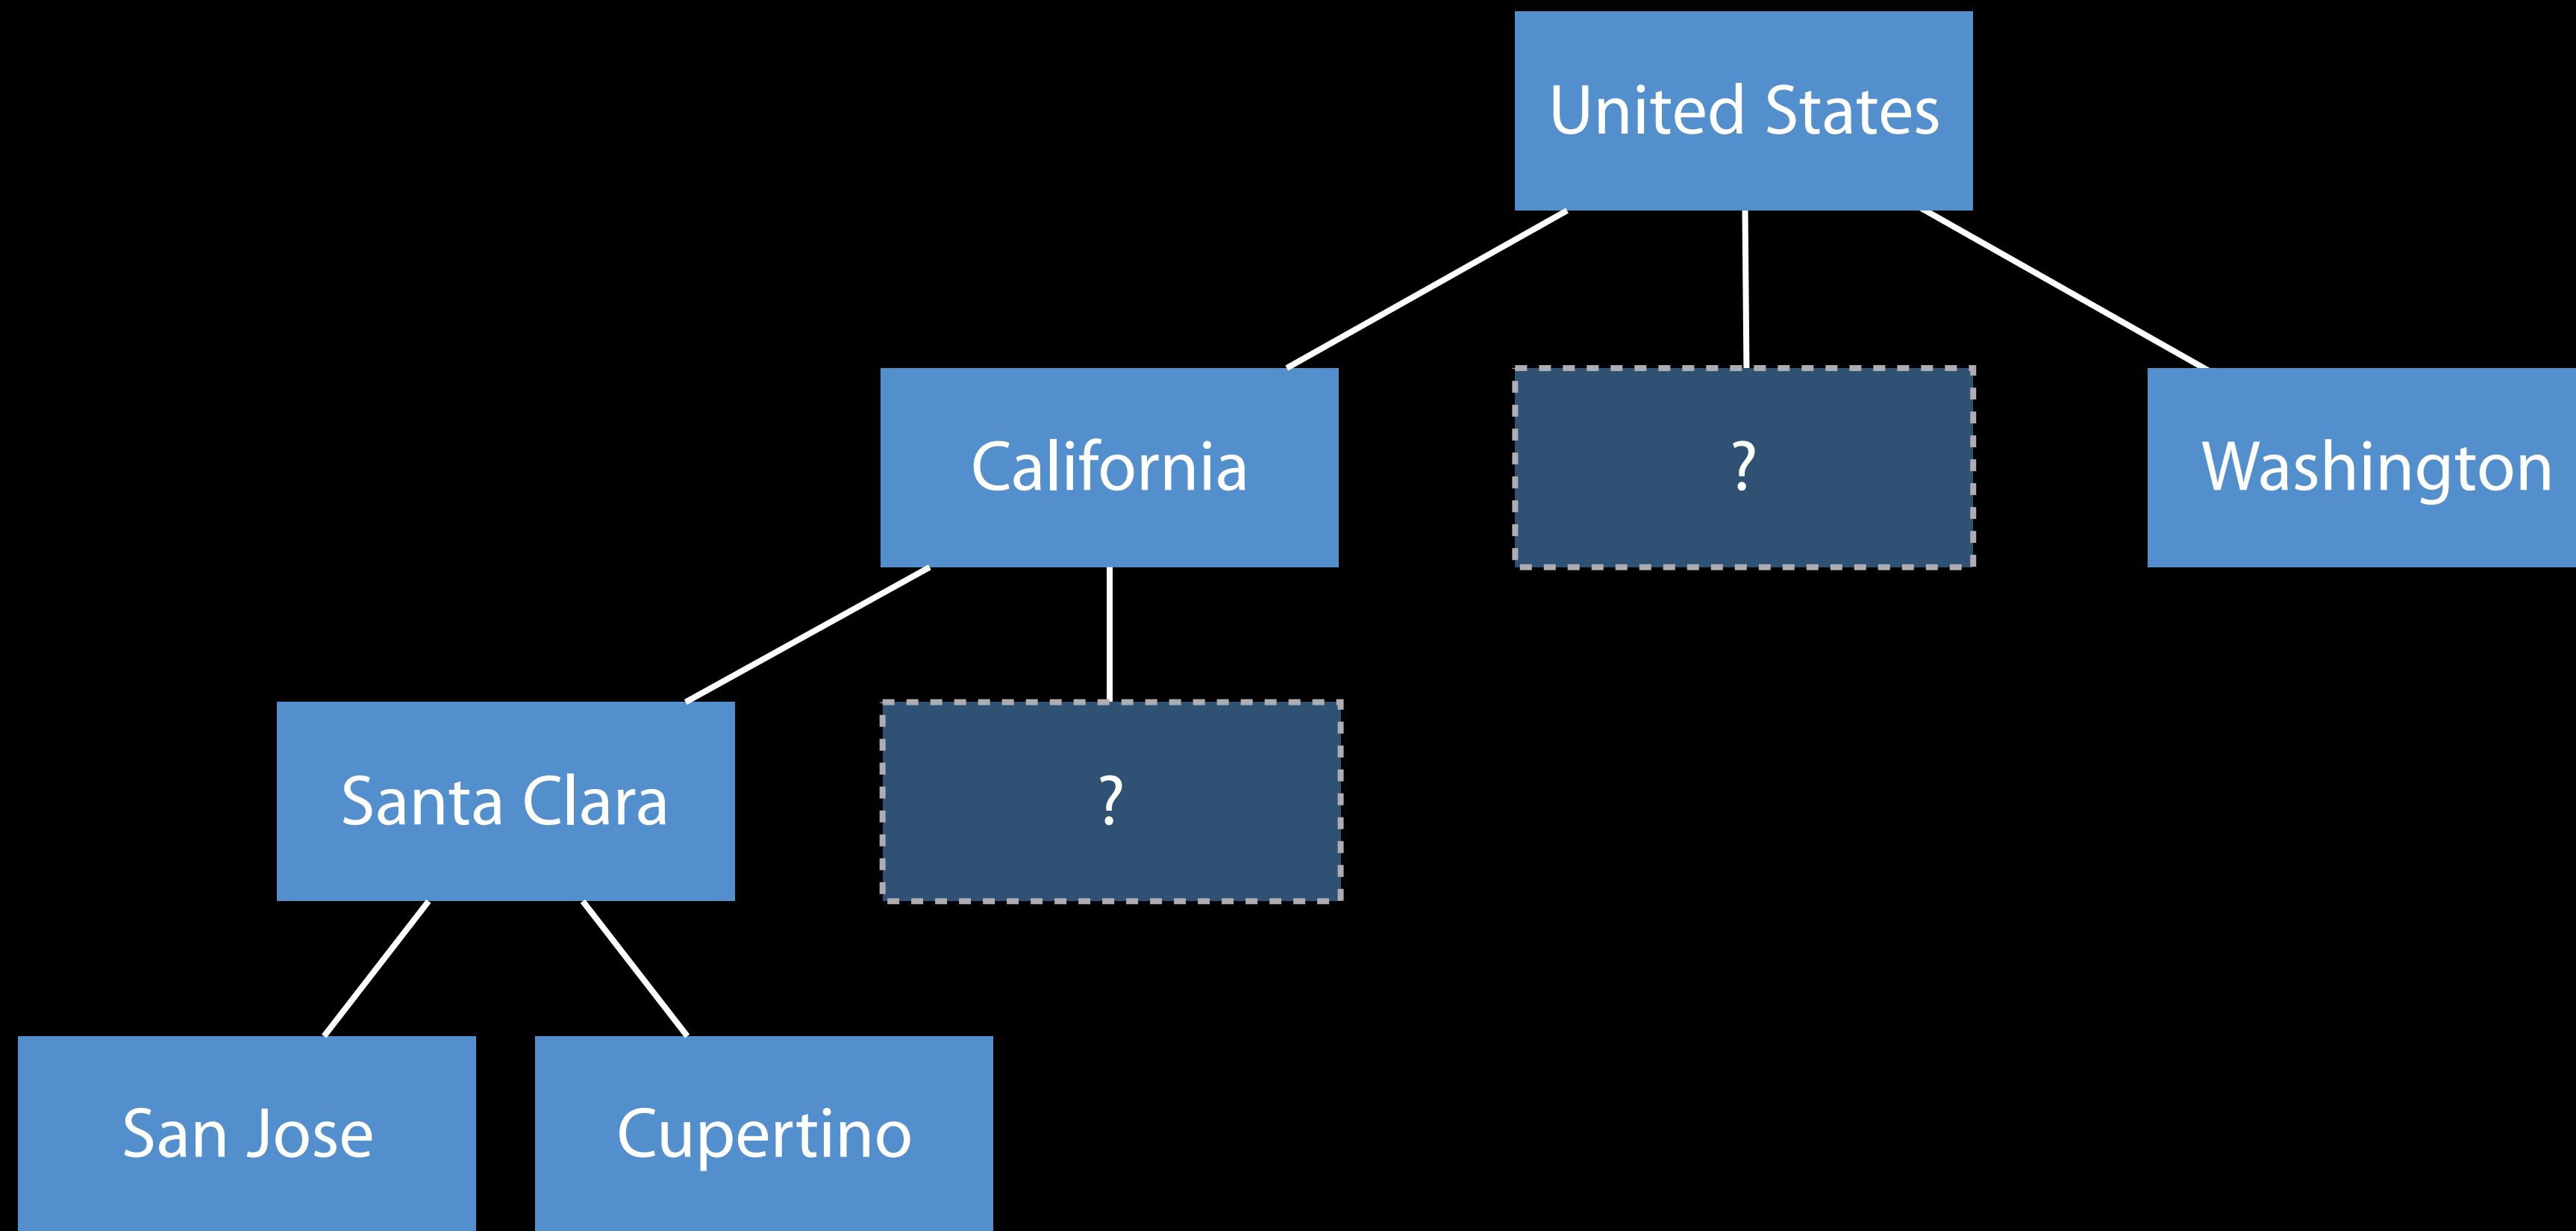 United States
California
?
Washington
Santa Clara
?
San Jose
Cupertino